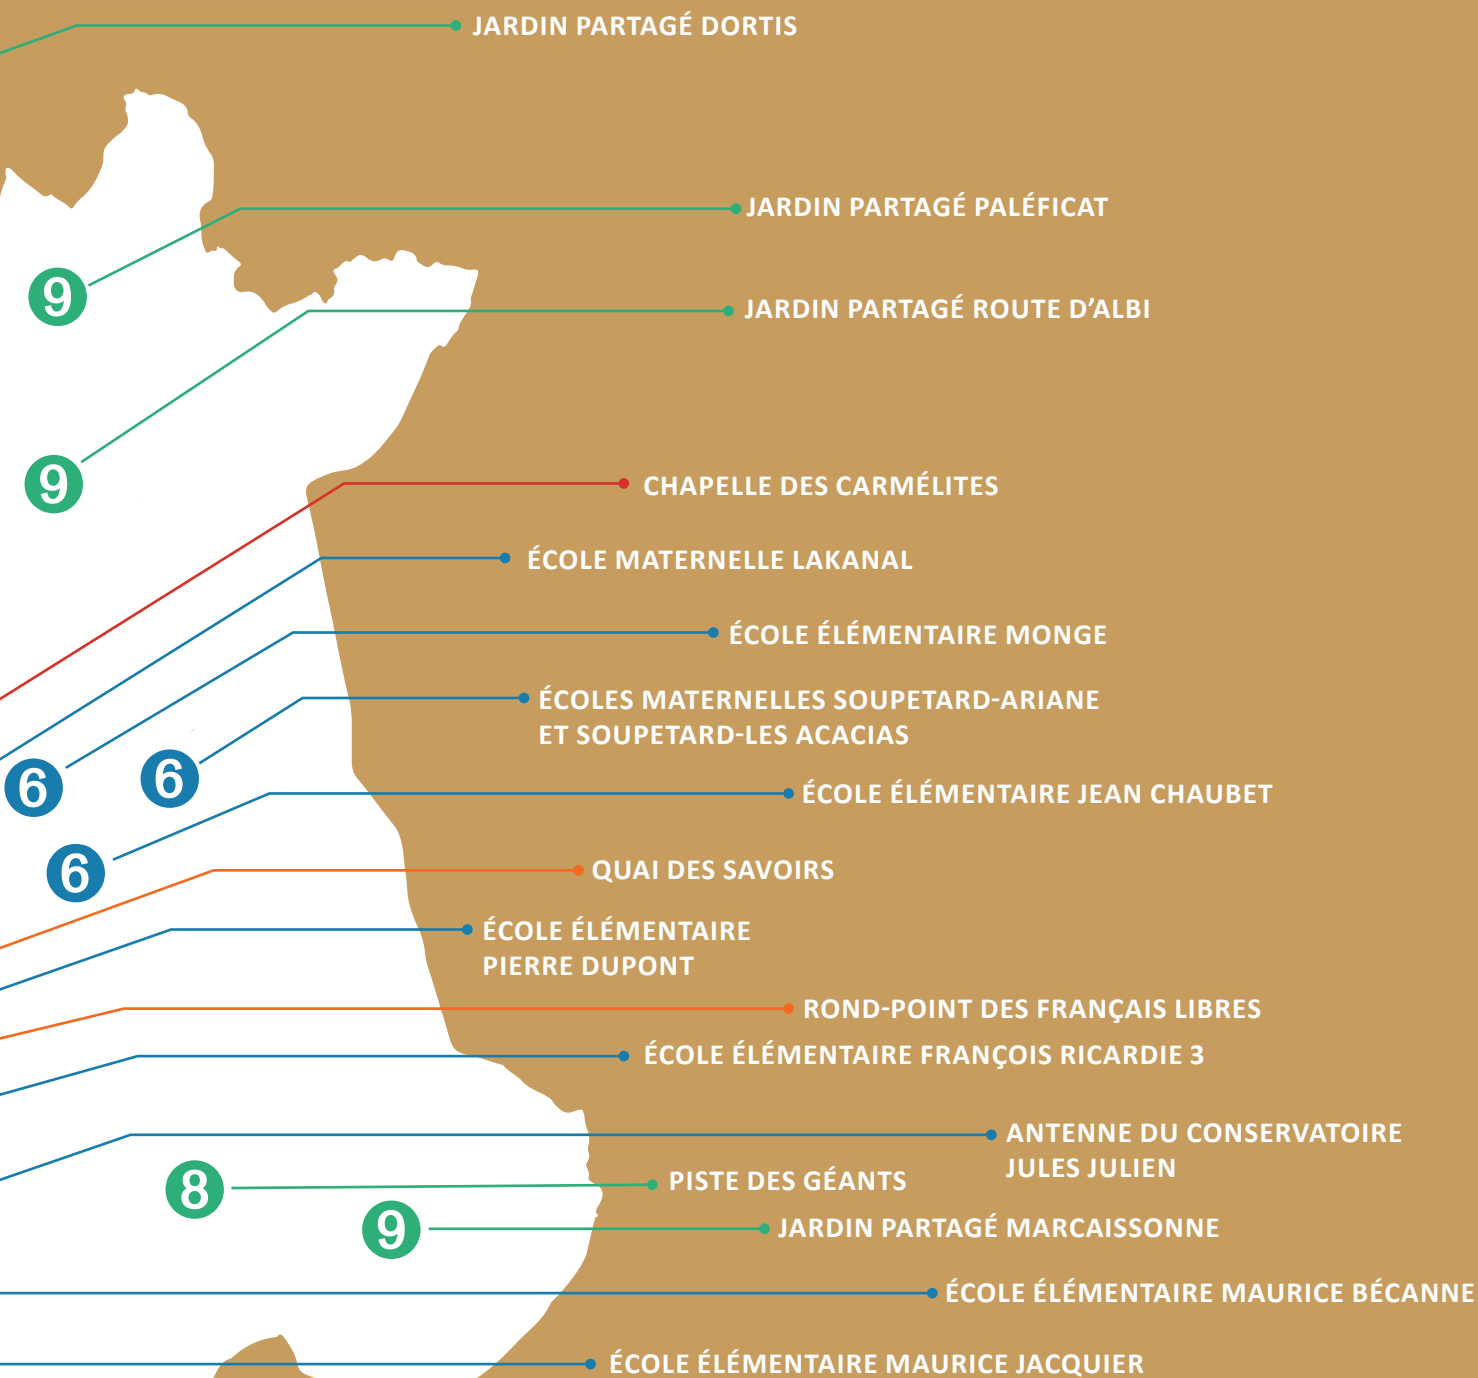 JARDIN PARTAGÉ DORTIS
JARDIN PARTAGÉ PALÉFICAT
9
JARDIN PARTAGÉ ROUTE D’ALBI
9
CHAPELLE DES CARMÉLITES
ÉCOLE MATERNELLE LAKANAL
ÉCOLE ÉLÉMENTAIRE MONGE
6
ÉCOLES MATERNELLES SOUPETARD-ARIANE
ET SOUPETARD-LES ACACIAS
6
ÉCOLE ÉLÉMENTAIRE JEAN CHAUBET
6
QUAI DES SAVOIRS
ÉCOLE ÉLÉMENTAIRE
PIERRE DUPONT
ROND-POINT DES FRANÇAIS LIBRES
ÉCOLE ÉLÉMENTAIRE FRANÇOIS RICARDIE 3
ANTENNE DU CONSERVATOIRE
JULES JULIEN
8
PISTE DES GÉANTS
9
JARDIN PARTAGÉ MARCAISSONNE
ÉCOLE ÉLÉMENTAIRE MAURICE BÉCANNE
ÉCOLE ÉLÉMENTAIRE MAURICE JACQUIER